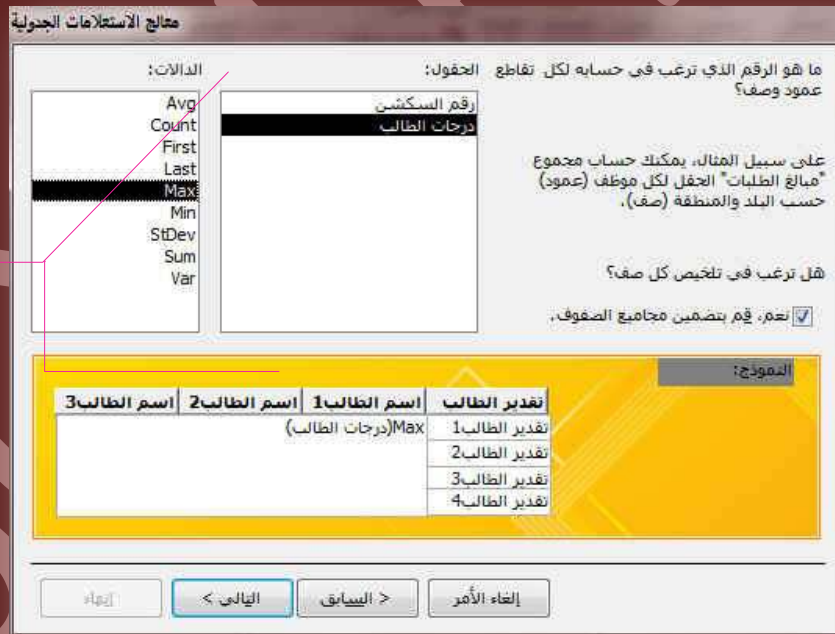 معالج الاستعلامات الجدولية
ما هو الرقم الذي ترغب في حسابه لكل تقاطع
عمود وصف؟
على سبيل المثال، يمكنك حساب مجموع
"مبالغ الطلبات" الحقل لكل موظف (عمود)
حسب البلد والمنطقة (صف).
هل ترغب في تلخيص كل صف؟
نعم، قم بتضمين مجاميع الصفوف.
الحقول:
رقم السكشن
درجات الطالب
الدالات:
Avg
Count
First
Last
Max
Min
StDev
Sum
Var
النموذج:
تقدير الطالب اسم الطالب1 اسم الطالب2 اسم الطالب3
تقدير الطالب1 Max(درجات الطالب)
تقدير الطالب2
تقدير الطالب3
تقدير الطالب4
إلغاء الأمر < السابق التالي > إنهاء